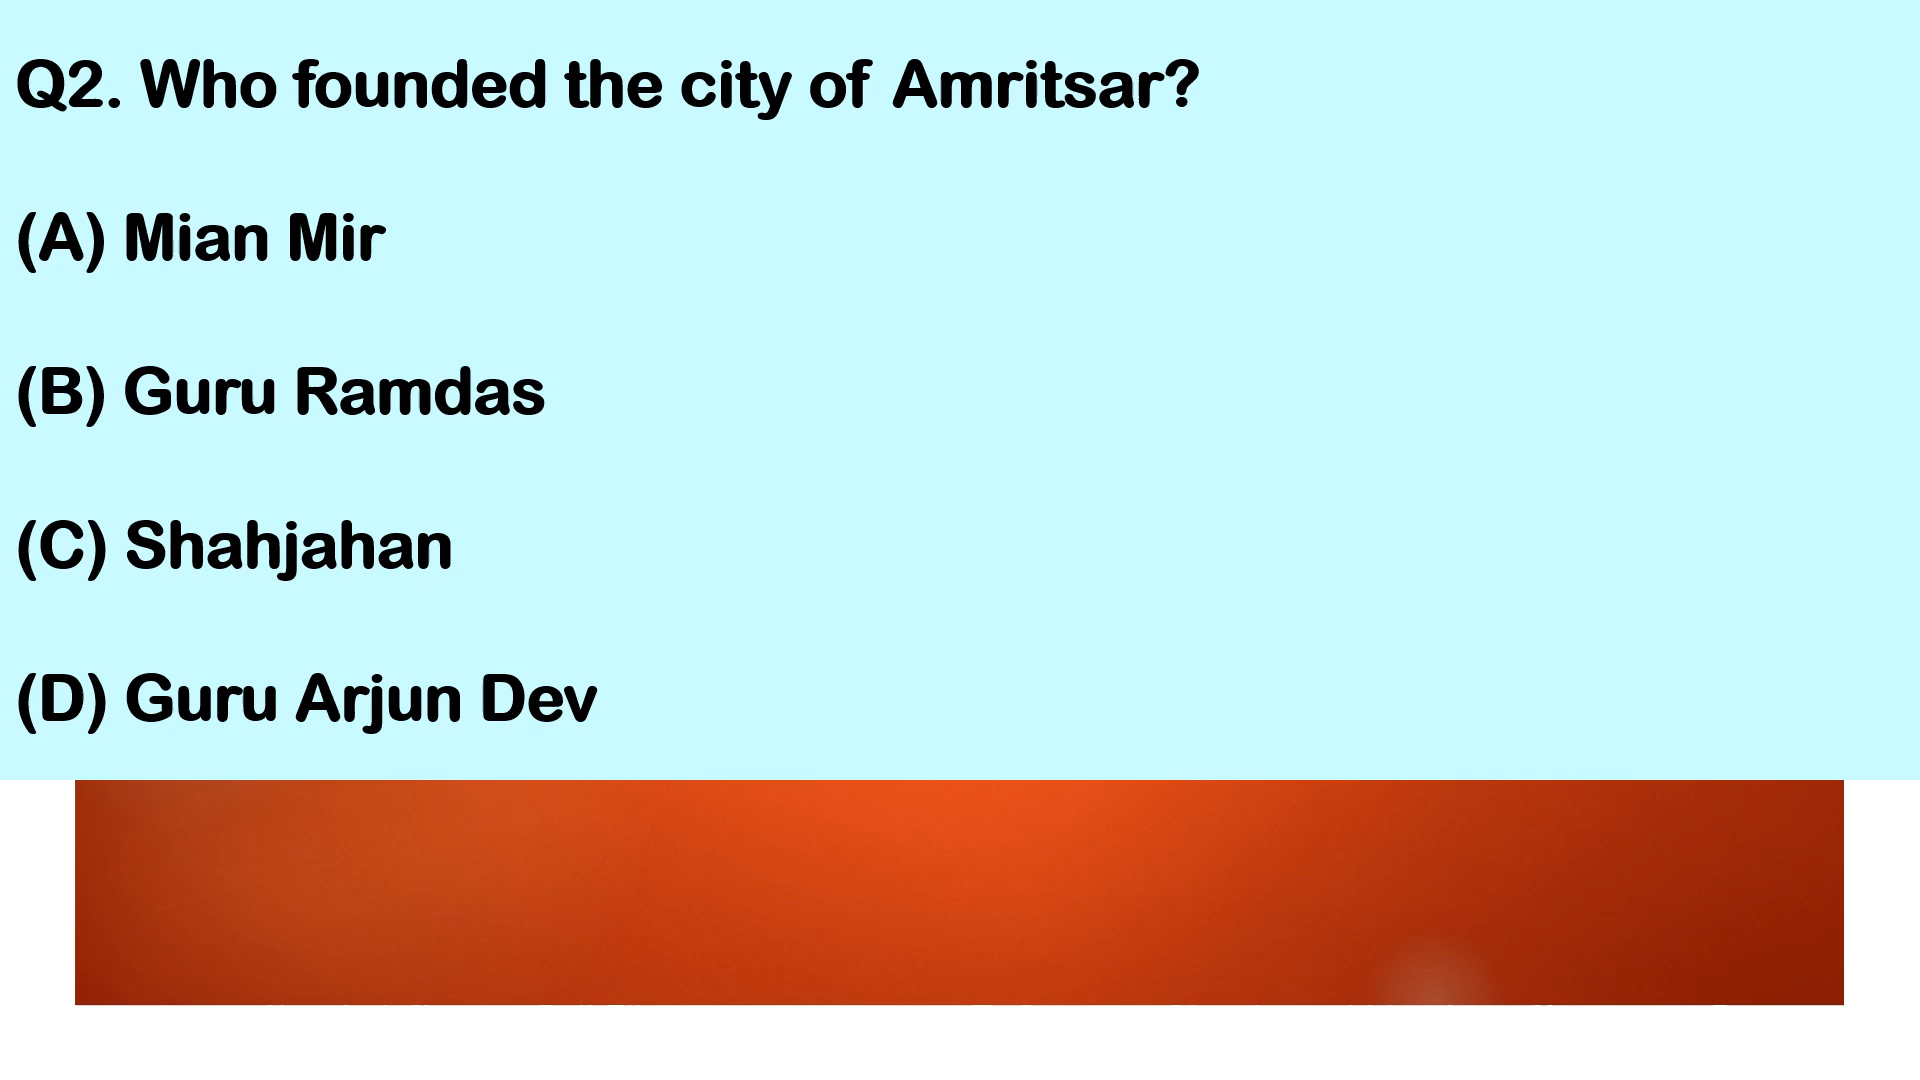 Q2. Who founded the city of Amritsar?
(A) Mian Mir
(B) Guru Ramdas
(C) Shahjahan
(D) Guru Arjun Dev